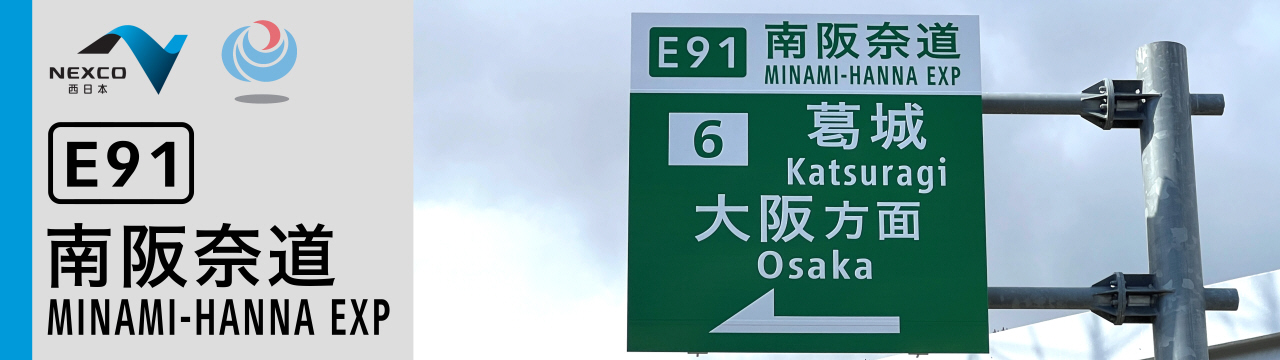 NEXCO
西日本
E91
南阪奈道
MINAMI-HANNA EXP
E91 南阪奈道
MINAMI-HANNA EXP
6 葛城
Katsuragi
大阪方面
Osaka